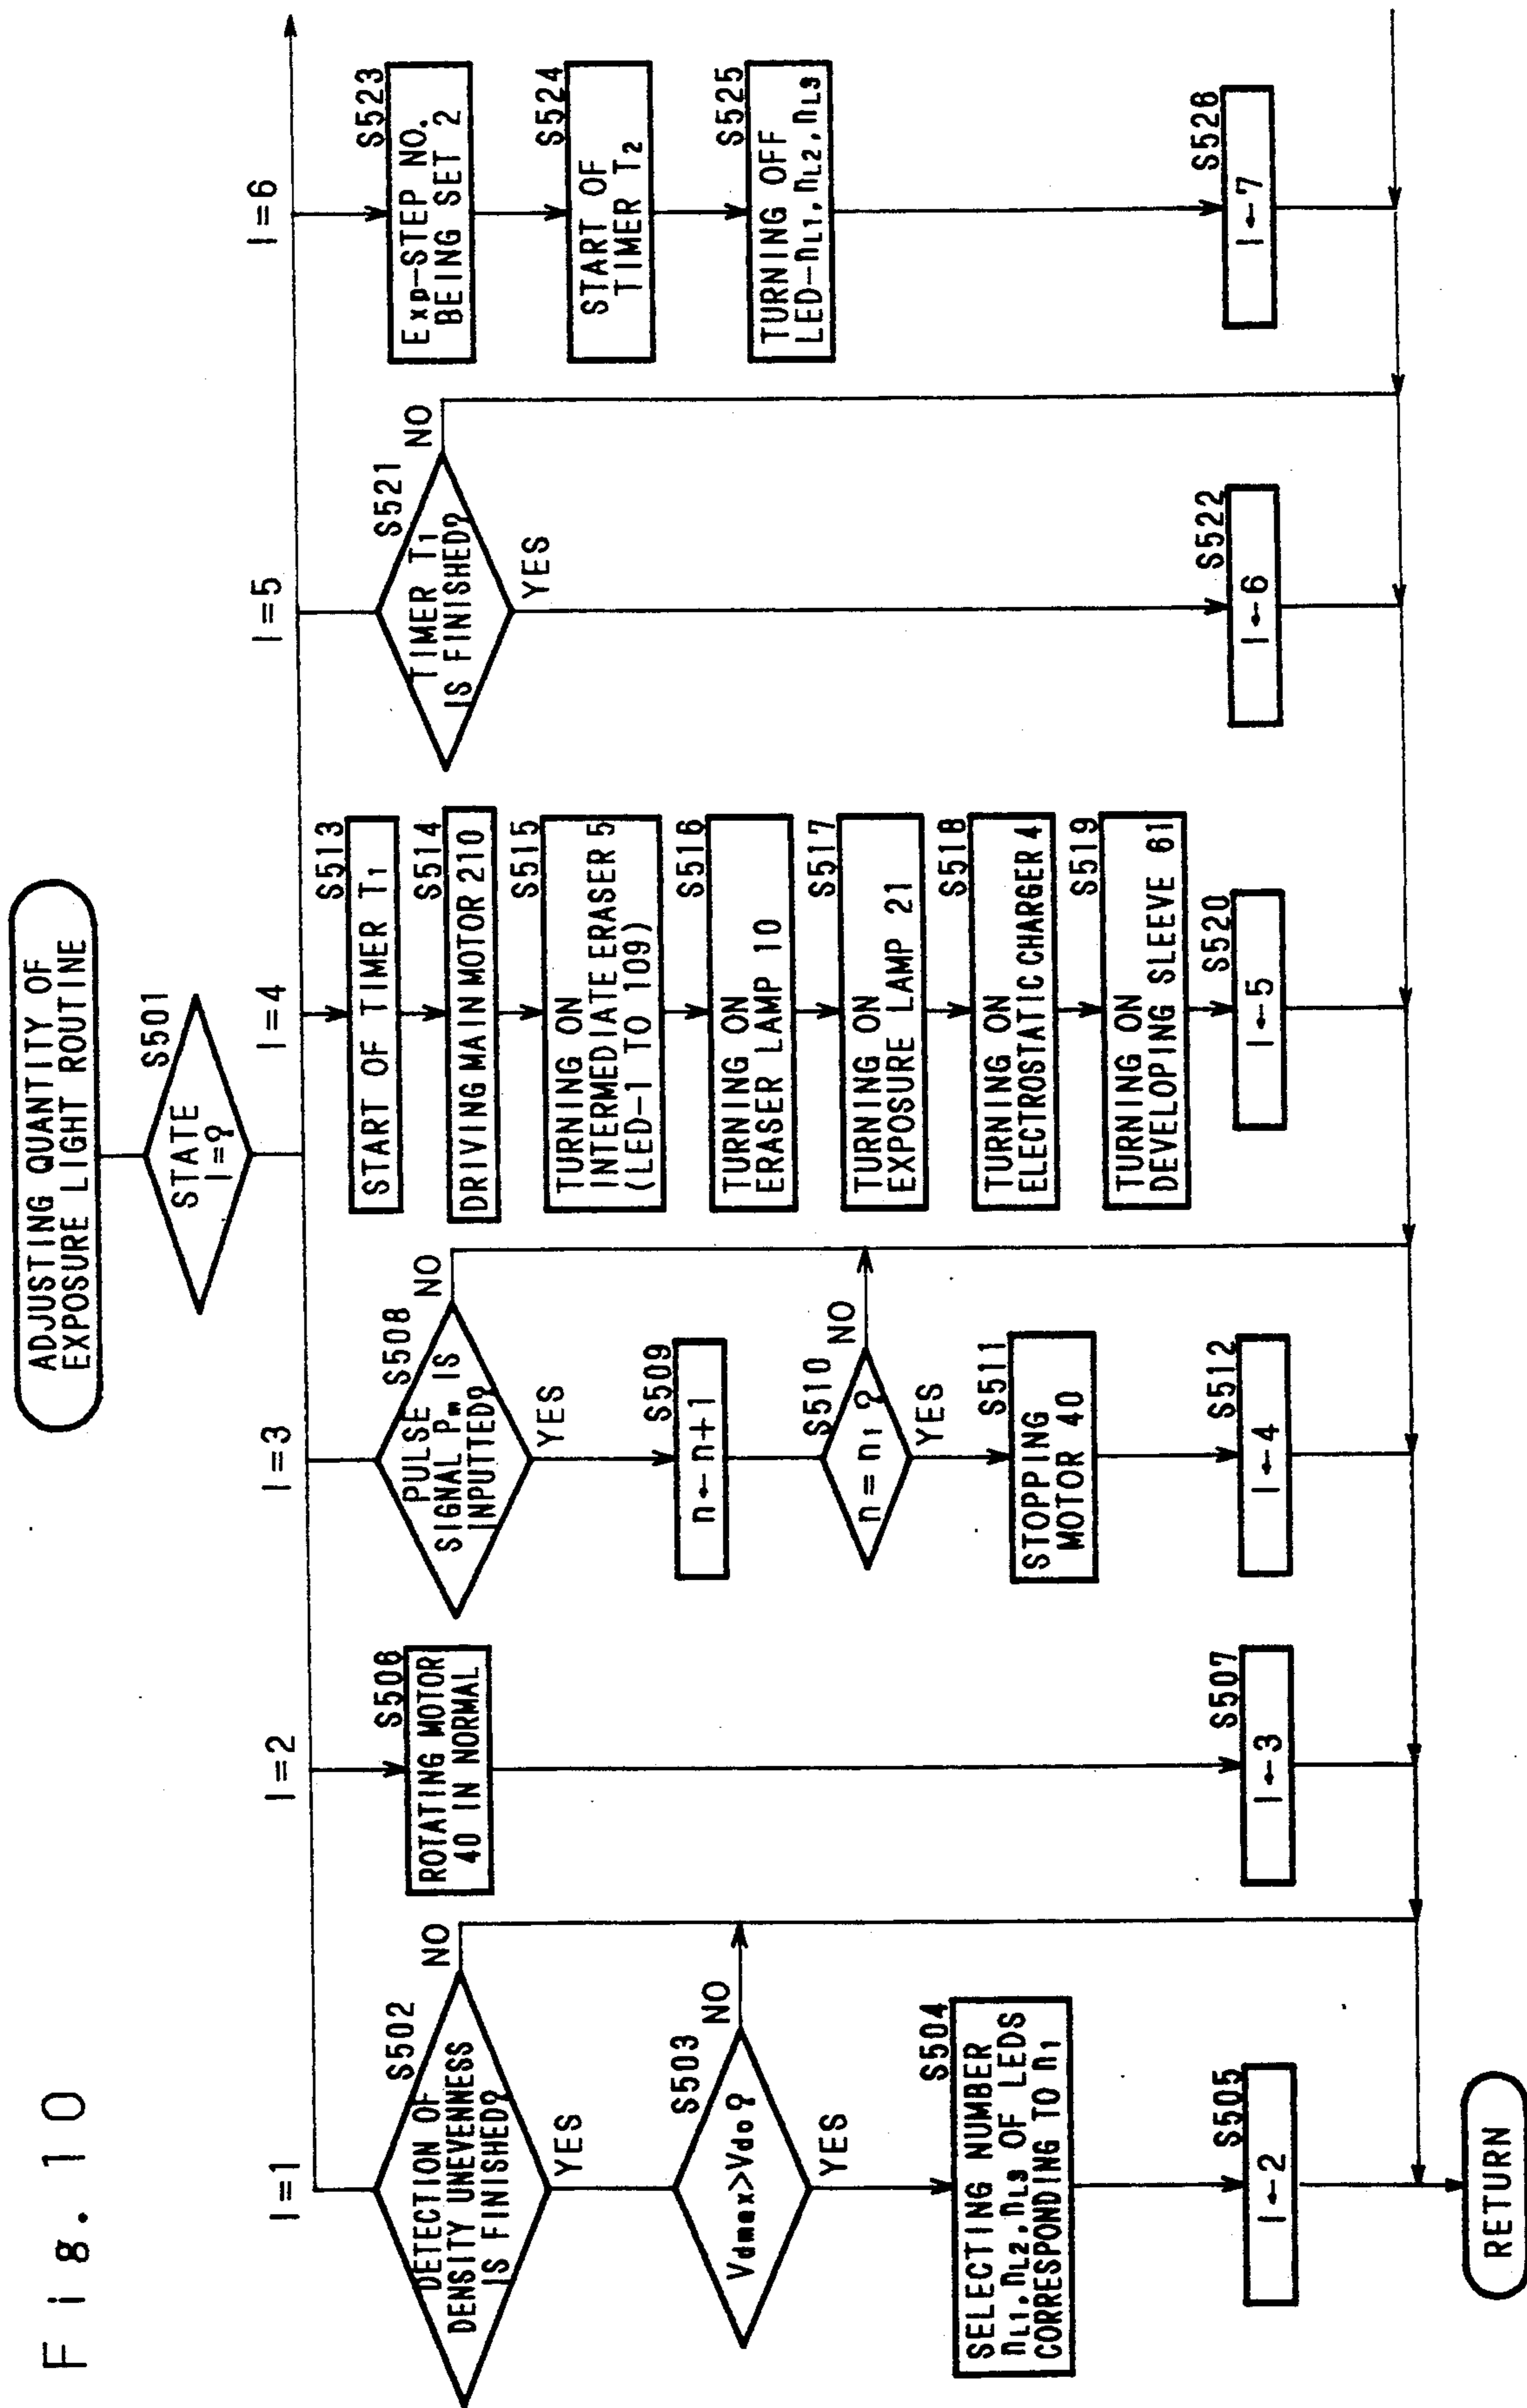 Fig. 10
ADJUSTING QUANTITY OF
EXPOSURE LIGHT ROUTINE
S501
STATE
I=?
I=1
S502
DETECTION OF
DENSITY UNEVENNESS
IS FINISHED?
NO
YES
S503
Vdmax>Vdo?
NO
YES
S504
SELECTING NUMBER
nL1, nL2, nL3 OF LEDS
CORRESPONDING TO n1
S505
I←2
RETURN
I=2
S506
ROTATING MOTOR
40 IN NORMAL
S507
I←3
I=3
S508
PULSE
SIGNAL Pm IS
INPUTTED?
NO
YES
S509
n←n+1
S510
n=n1?
NO
YES
S511
STOPPING
MOTOR 40
S512
I←4
I=4
S513
START OF TIMER T1
S514
DRIVING MAIN MOTOR 210
S515
TURNING ON
INTERMEDIATE ERASER 5
(LED-1 TO 109)
S516
TURNING ON
ERASER LAMP 10
S517
TURNING ON
EXPOSURE LAMP 21
S518
TURNING ON
ELECTROSTATIC CHARGER 4
S519
TURNING ON
DEVELOPING SLEEVE 61
S520
I←5
I=5
S521
TIMER T1
IS FINISHED?
NO
YES
S522
I←6
I=6
S523
Exp-STEP NO.
BEING SET 2
S524
START OF
TIMER T2
S525
TURNING OFF
LED-nL1, nL2, nL3
S526
I←7